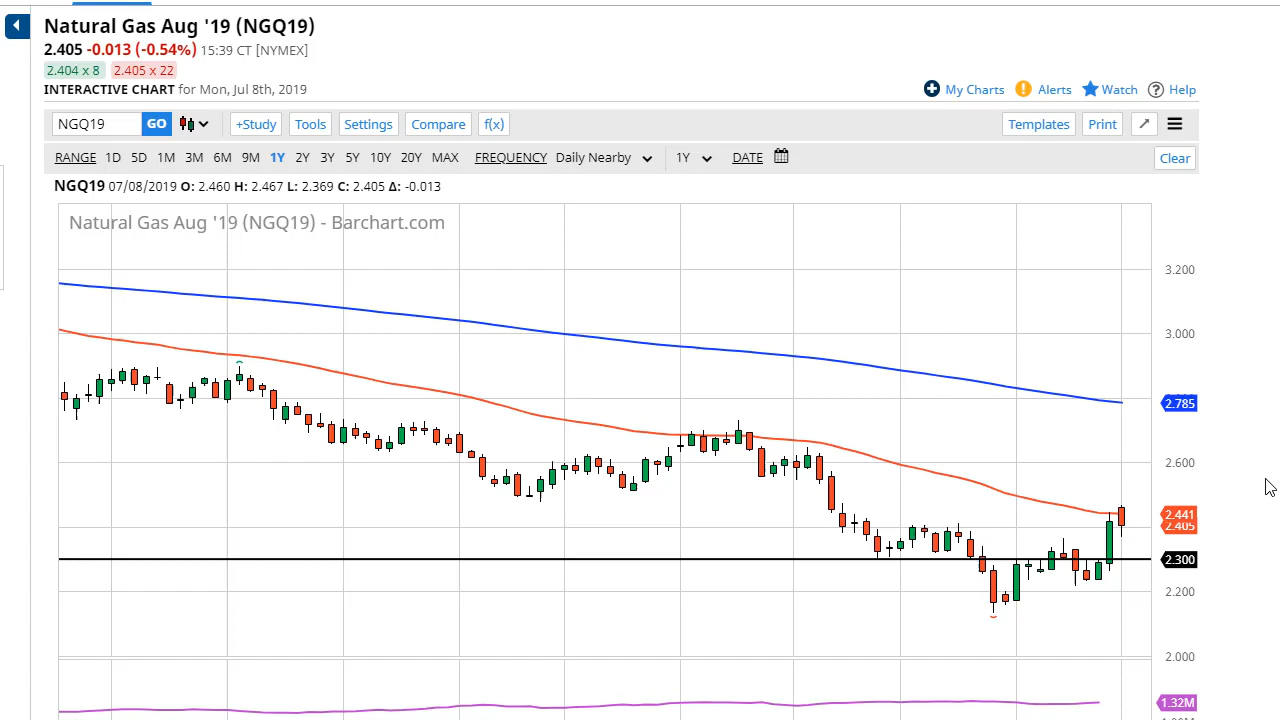 Natural Gas Aug '19 (NGQ19)
2.405 -0.013 (-0.54%) 15:39 CT [NYMEX]
2.404 x 8 2.405 x 22
INTERACTIVE CHART for Mon, Jul 8th, 2019
My Charts Alerts Watch Help
NGQ19 GO +Study Tools Settings Compare f(x) Templates Print
RANGE 1D 5D 1M 3M 6M 9M 1Y 2Y 3Y 5Y 10Y 20Y MAX FREQUENCY Daily Nearby 1Y DATE Clear
NGQ19 07/08/2019 O: 2.460 H: 2.467 L: 2.369 C: 2.405 Δ: -0.013
Natural Gas Aug '19 (NGQ19) - Barchart.com
3.200
3.000
2.785
2.600
2.441
2.405
2.300
2.200
2.000
1.32M